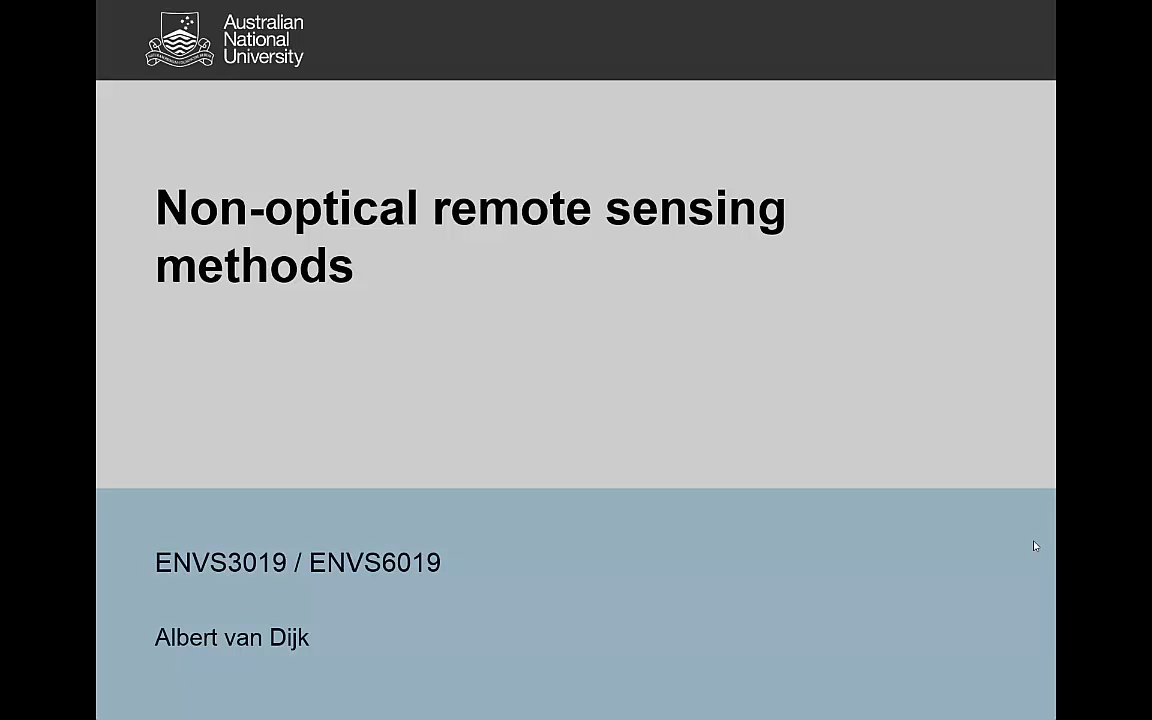 Australian
National
University
Non-optical remote sensing
methods
ENVS3019 / ENVS6019
Albert van Dijk